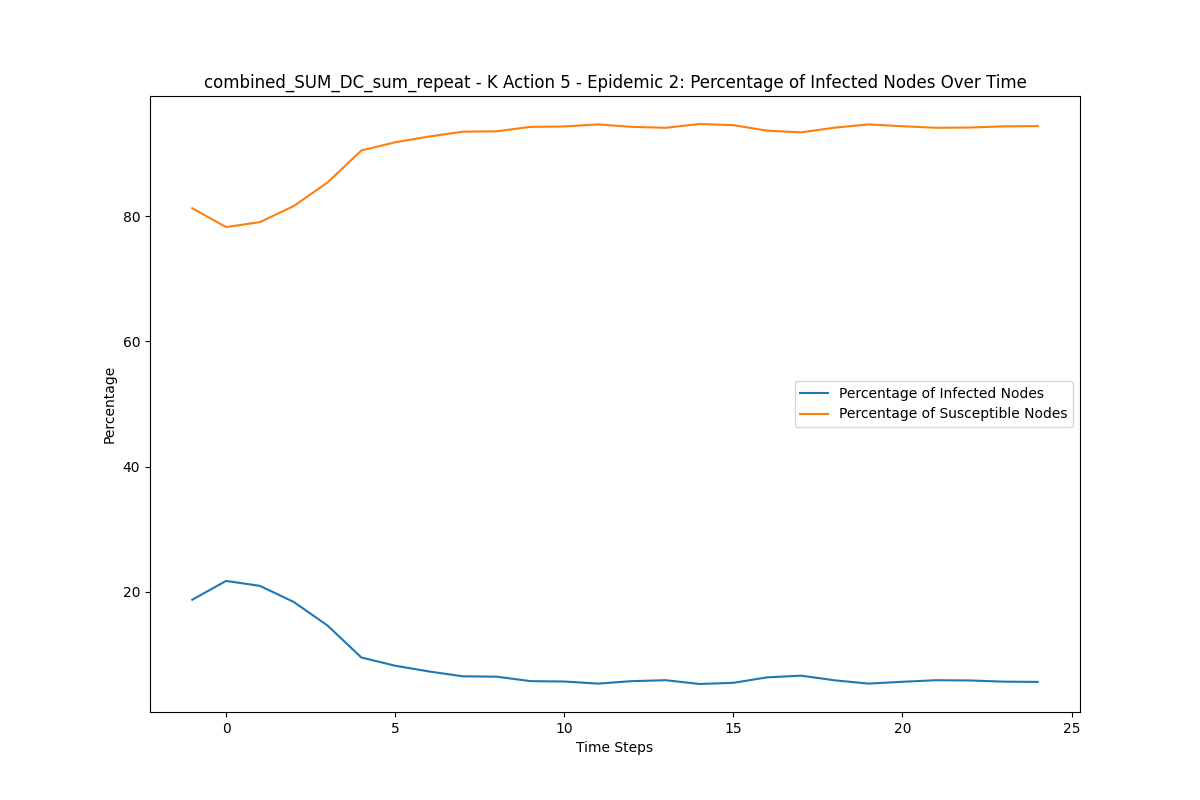 combined_SUM_DC_sum_repeat - K Action 5 - Epidemic 2: Percentage of Infected Nodes Over Time
Percentage
80
60
40
20
Percentage of Infected Nodes
Percentage of Susceptible Nodes
0
5
10
15
20
25
Time Steps